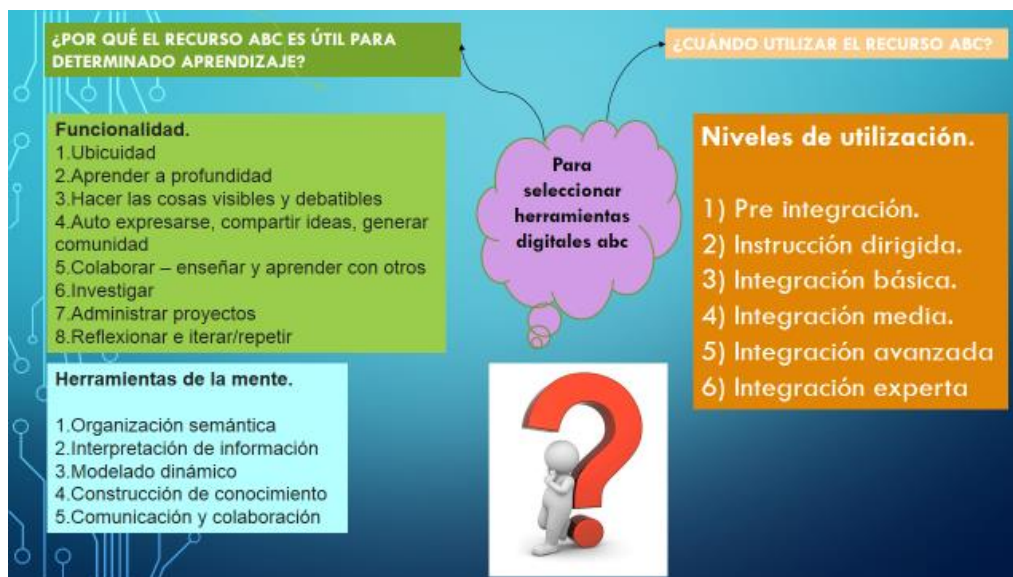 ¿POR QUÉ EL RECURSO ABC ES ÚTIL PARA
DETERMINADO APRENDIZAJE?
¿CUÁNDO UTILIZAR EL RECURSO ABC?
Funcionalidad.
1.Ubicuidad
2.Aprender a profundidad
3.Hacer las cosas visibles y debatibles
4.Auto expresarse, compartir ideas, generar
comunidad
5.Colaborar – enseñar y aprender con otros
6.Investigar
7.Administrar proyectos
8.Reflexionar e iterar/repetir
Herramientas de la mente.
1.Organización semántica
2.Interpretación de información
3.Modelado dinámico
4.Construcción de conocimiento
5.Comunicación y colaboración
Para
seleccionar
herramientas
digitales abc
Niveles de utilización.
1) Pre integración.
2) Instrucción dirigida.
3) Integración básica.
4) Integración media.
5) Integración avanzada
6) Integración experta